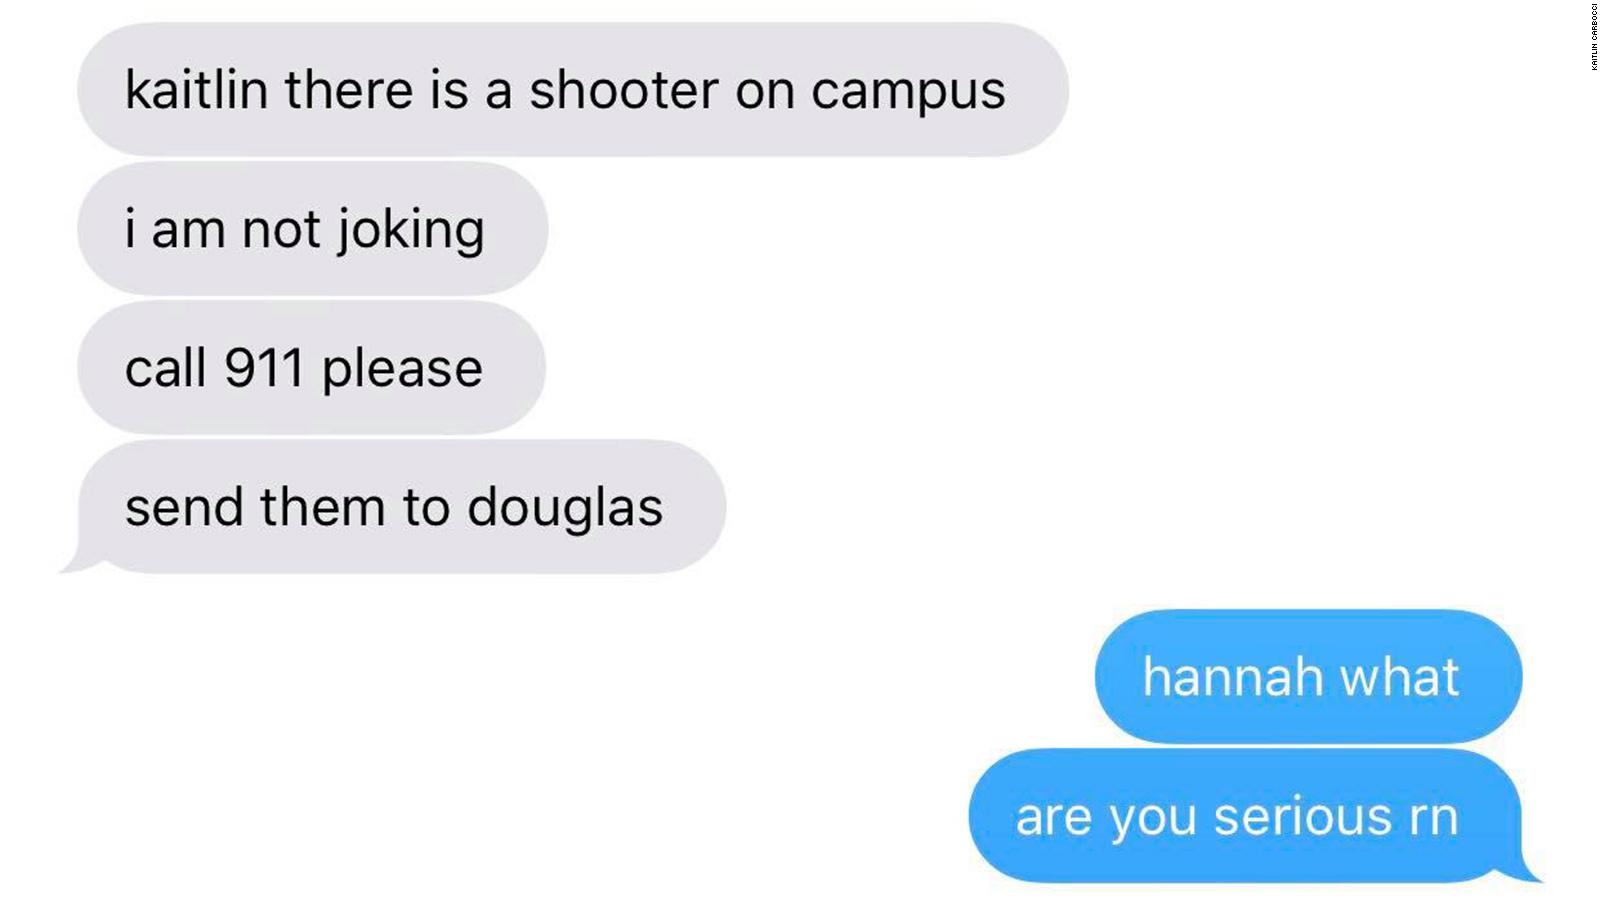 kaitlin there is a shooter on campus
i am not joking
call 911 please
send them to douglas
hannah what
are you serious rn
KAITLIN CARBOCCI